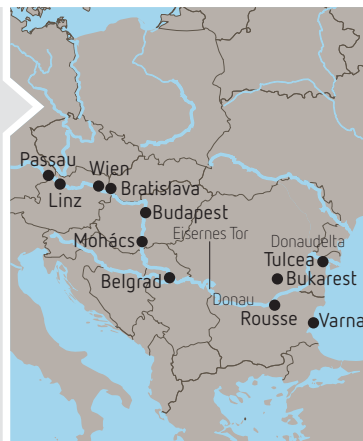 Passau
Wien
Linz
Bratislava
Budapest
Eisernes Tor
Mohács
Donaudelta
Tulcea
Belgrad
Bukarest
Donau
Rousse
Varna